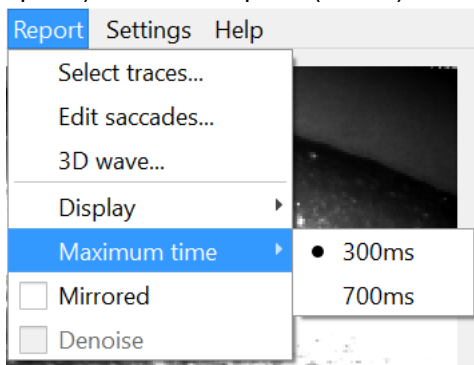 Report Settings Help
Select traces...
Edit saccades...
3D wave...
Display
Maximum time
300ms
700ms
Mirrored
Denoise